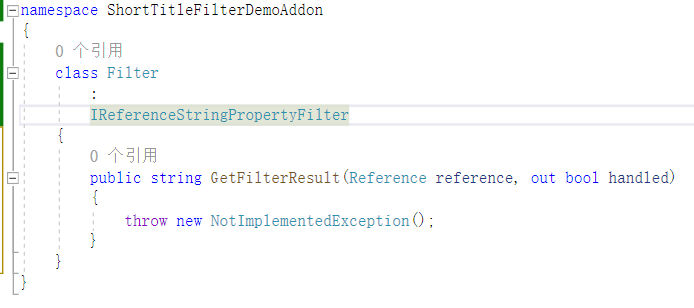 namespace ShortTitleFilterDemoAddon
{
0 个引用
class Filter
:
IReferenceStringPropertyFilter
{
0 个引用
public string GetFilterResult(Reference reference, out bool handled)
{
throw new NotImplementedException();
}
}
}